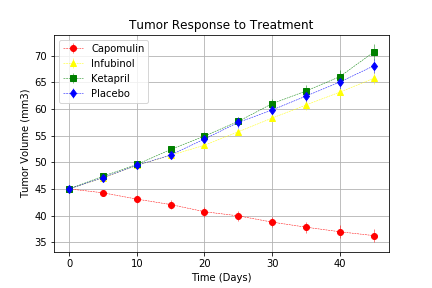 Tumor Response to Treatment
Capomulin
Infubinol
Ketapril
Placebo
Tumor Volume (mm3)
70
65
60
55
50
45
40
35
0 10 20 30 40
Time (Days)